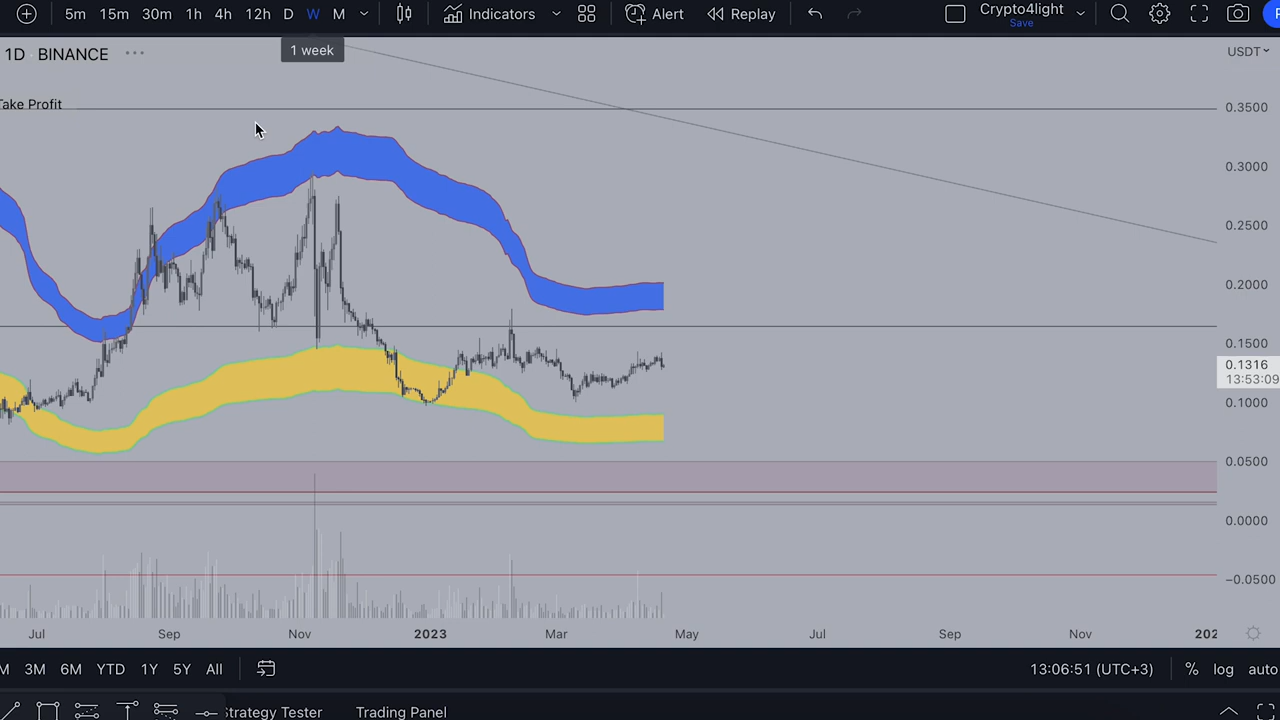 5m 15m 30m 1h 4h 12h D W M Indicators Alert Replay Crypto4light
Save
1D BINANCE
1 week
USDT
Take Profit
0.3500
0.3000
0.2500
0.2000
0.1500
0.1316
13:53:09
0.1000
0.0500
0.0000
−0.0500
Jul Sep Nov 2023 Mar May Jul Sep Nov 202
M 3M 6M YTD 1Y 5Y All 13:06:51 (UTC+3) % log auto
Strategy Tester Trading Panel